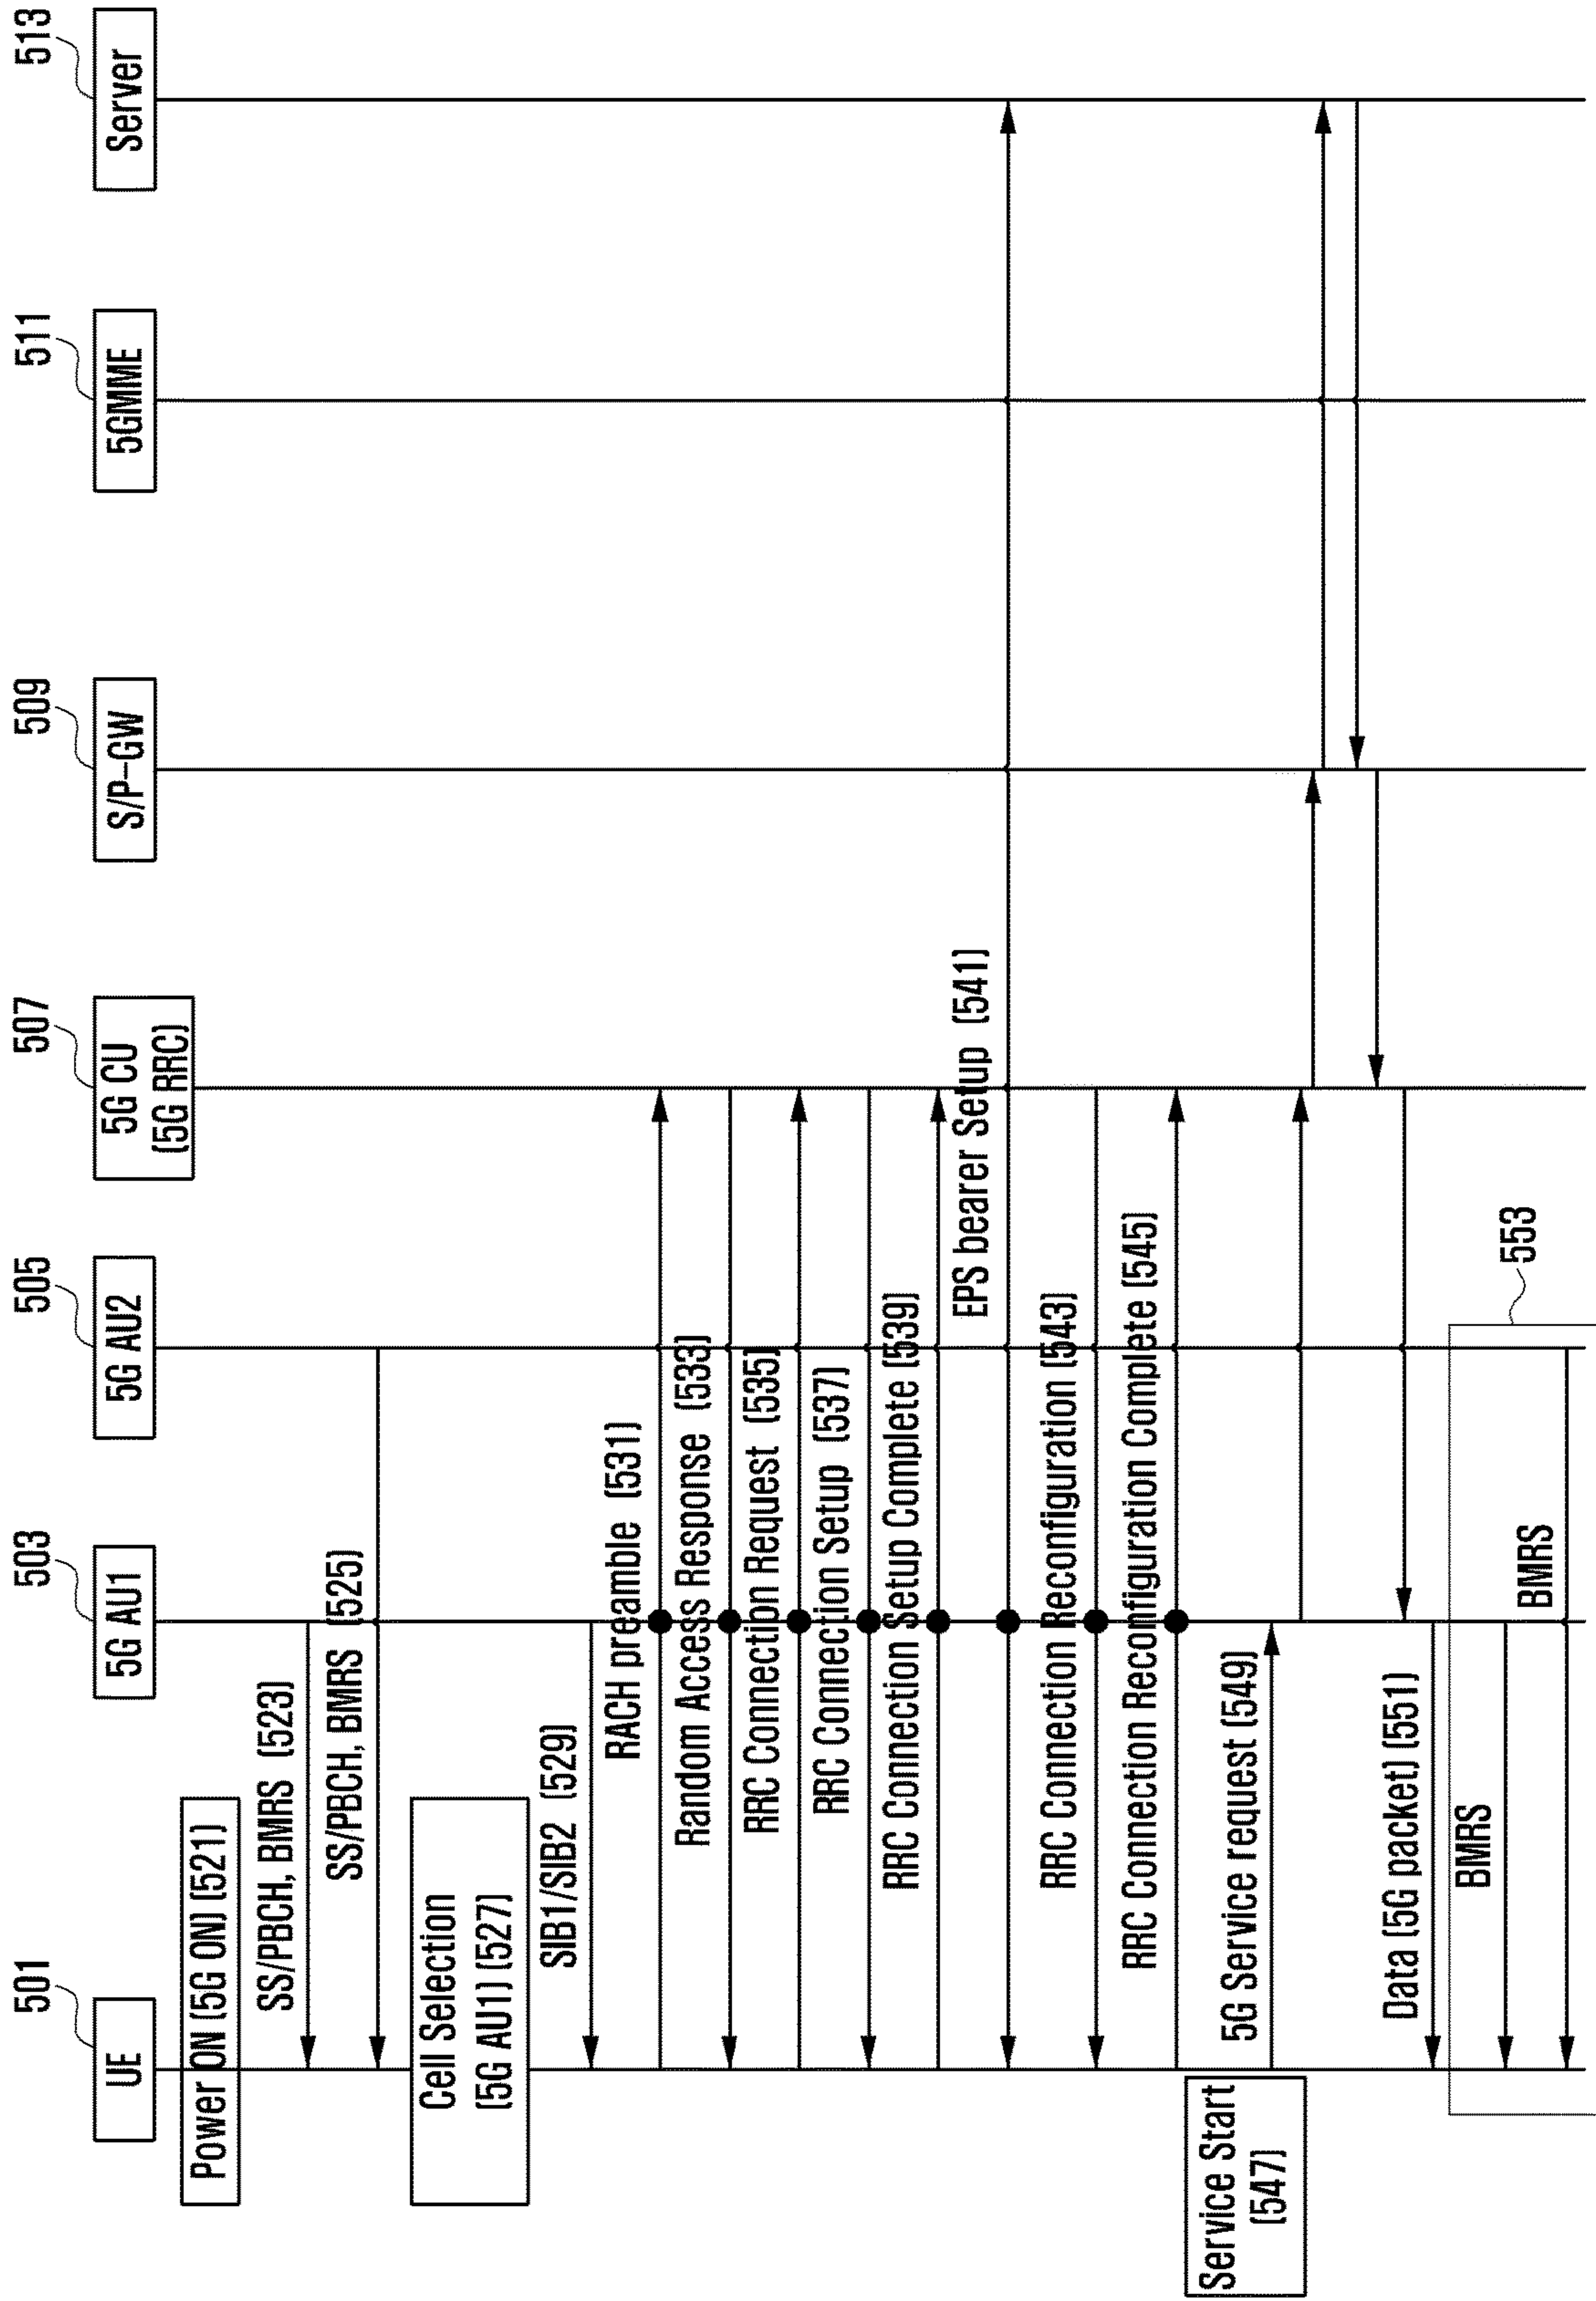 501
503
505
507
509
511
513
UE
5G AU1
5G AU2
5G CU
(5G RRC)
S/P-GW
5GMME
Server
Power ON (5G ON) (521)
SS/PBCH, BMRS (523)
SS/PBCH, BMRS (525)
Cell Selection
(5G AU1) (527)
SIB1/SIB2 (529)
RACH preamble (531)
Random Access Response (533)
RRC Connection Request (535)
RRC Connection Setup (537)
RRC Connection Setup Complete (539)
EPS bearer Setup (541)
RRC Connection Reconfiguration (543)
RRC Connection Reconfiguration Complete (545)
Service Start
(547)
5G Service request (549)
Data (5G packet) (551)
BMRS
BMRS
553